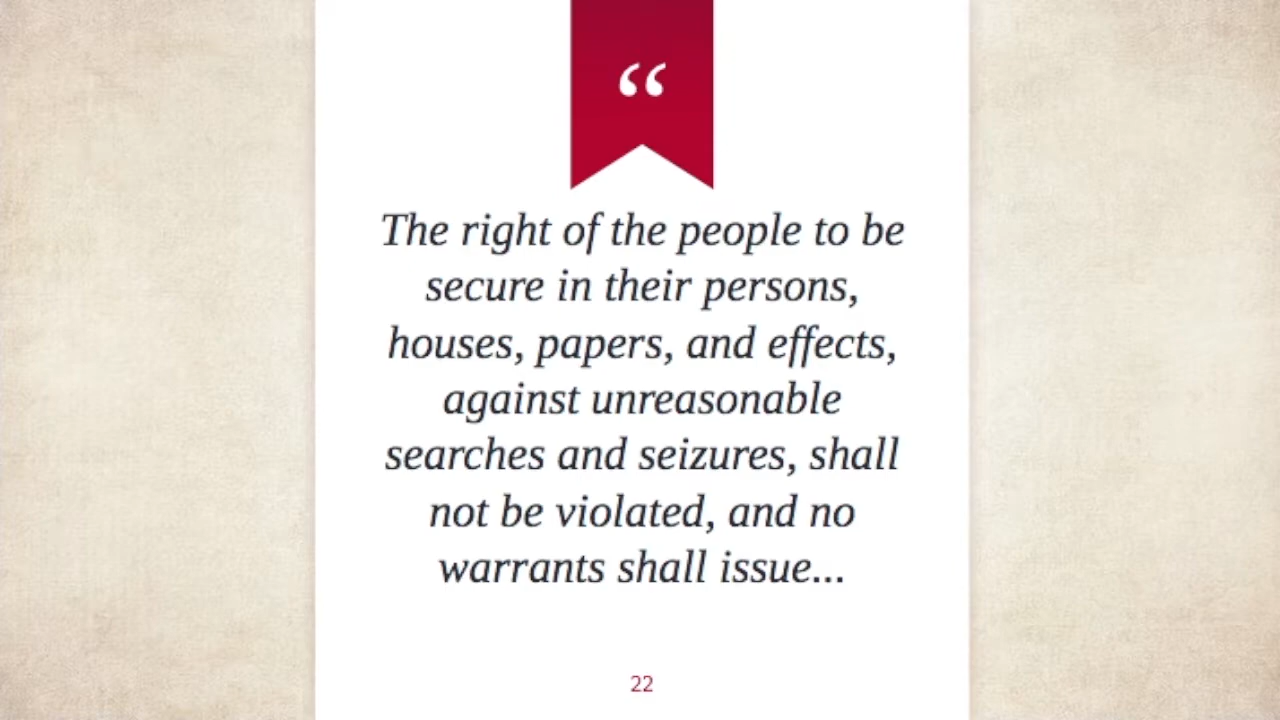 “
The right of the people to be
secure in their persons,
houses, papers, and effects,
against unreasonable
searches and seizures, shall
not be violated, and no
warrants shall issue...
22